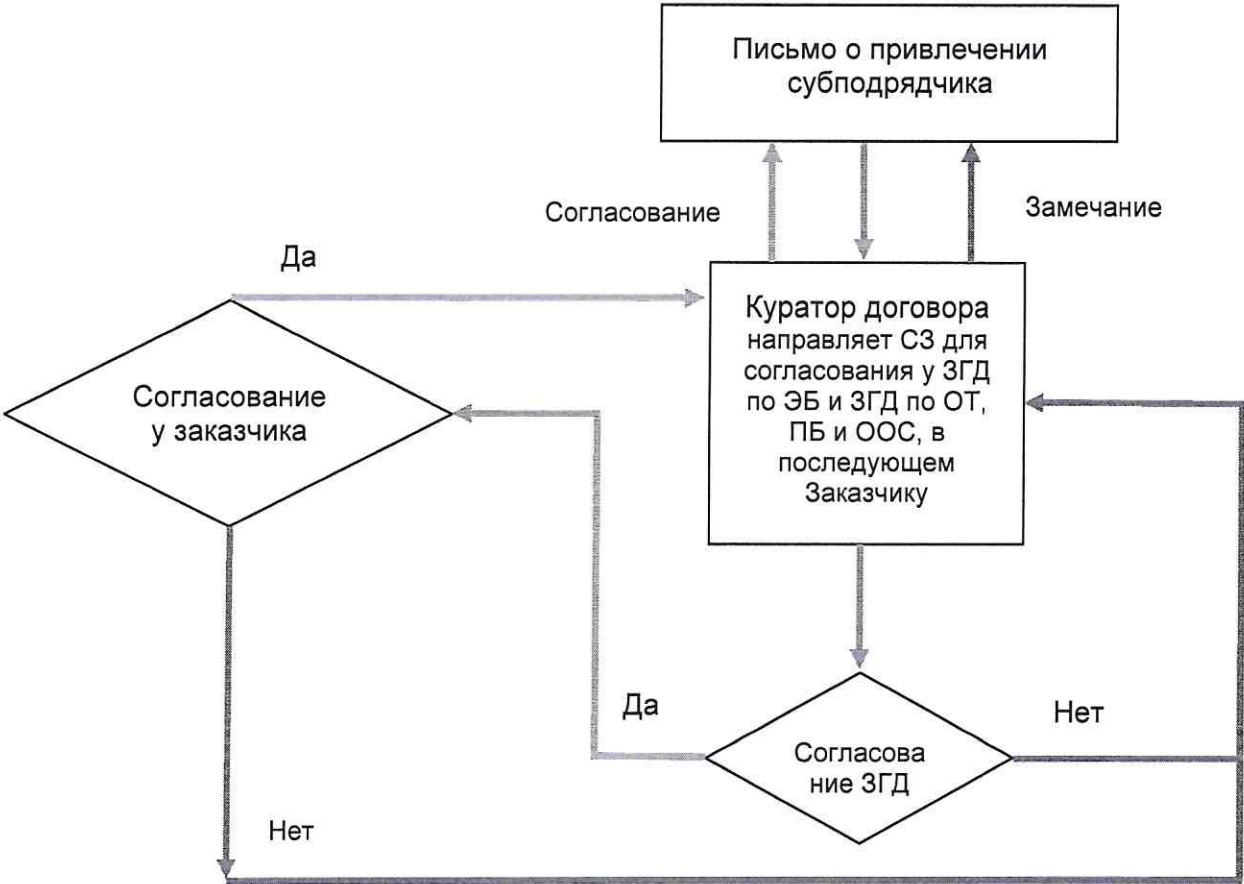 Письмо о привлечении
субподрядчика
Согласование
Замечание
Да
Куратор договора
направляет СЗ для
согласования у ЗГД
по ЭБ и ЗГД по ОТ,
ПБ и ООС, в
последующем
Заказчику
Согласование
у заказчика
Да
Нет
Согласова
ние ЗГД
Нет